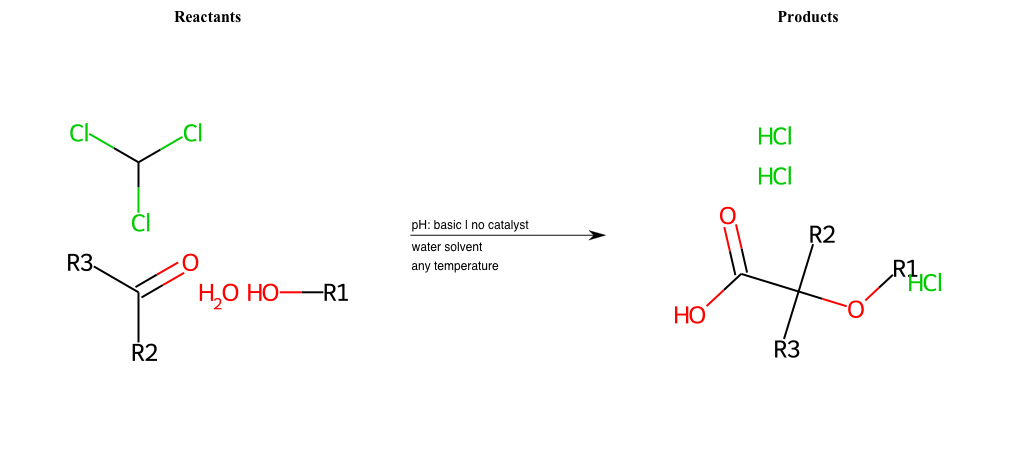 Reactants
Products
Cl
Cl
Cl
R3
O
H2O
HO
R1
R2
pH: basic | no catalyst
water solvent
any temperature
HCl
HCl
O
R2
R1
HCl
HO
O
R3